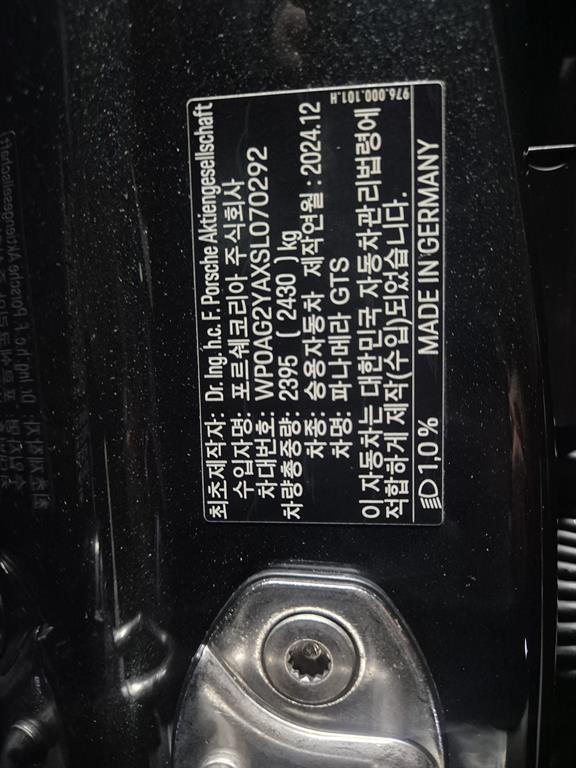 976.000.101.H
최초제작자: Dr. Ing. h.c. F. Porsche Aktiengesellschaft
수입자명: 포르쉐코리아 주식회사
차대번호: WP0AG2YAXSL070292
차량총중량: 2395 ( 2430 ) kg
차종: 승용자동차 제작연월 : 2024.12
차명: 파나메라 GTS
이 자동차는 대한민국 자동차관리법령에
적합하게 제작(수입)되었습니다.
1,0% MADE IN GERMANY